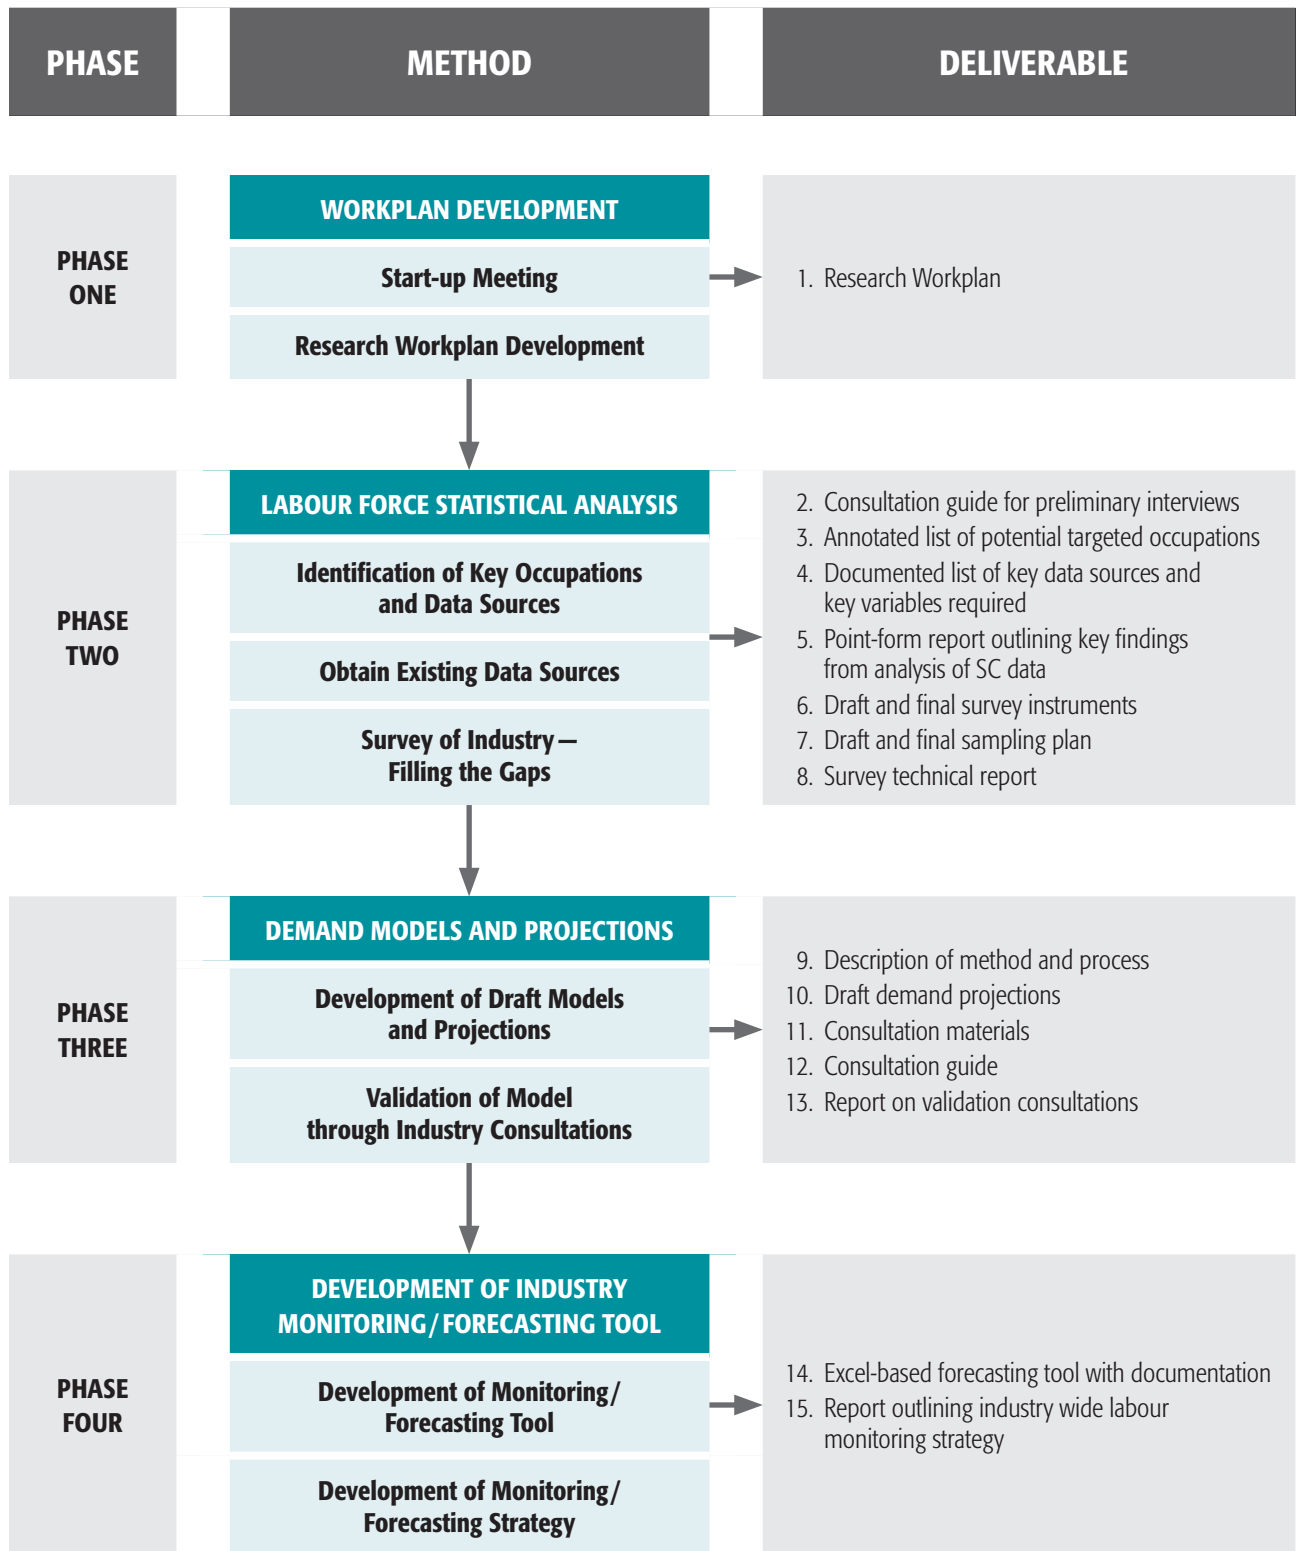 PHASE
METHOD
DELIVERABLE
PHASE
ONE
WORKPLAN DEVELOPMENT
Start-up Meeting
Research Workplan Development
1. Research Workplan
PHASE
TWO
LABOUR FORCE STATISTICAL ANALYSIS
Identification of Key Occupations
and Data Sources
Obtain Existing Data Sources
Survey of Industry—
Filling the Gaps
2. Consultation guide for preliminary interviews
3. Annotated list of potential targeted occupations
4. Documented list of key data sources and
key variables required
5. Point-form report outlining key findings
from analysis of SC data
6. Draft and final survey instruments
7. Draft and final sampling plan
8. Survey technical report
PHASE
THREE
DEMAND MODELS AND PROJECTIONS
Development of Draft Models
and Projections
Validation of Model
through Industry Consultations
9. Description of method and process
10. Draft demand projections
11. Consultation materials
12. Consultation guide
13. Report on validation consultations
PHASE
FOUR
DEVELOPMENT OF INDUSTRY
MONITORING/FORECASTING TOOL
Development of Monitoring/
Forecasting Tool
Development of Monitoring/
Forecasting Strategy
14. Excel-based forecasting tool with documentation
15. Report outlining industry wide labour
monitoring strategy